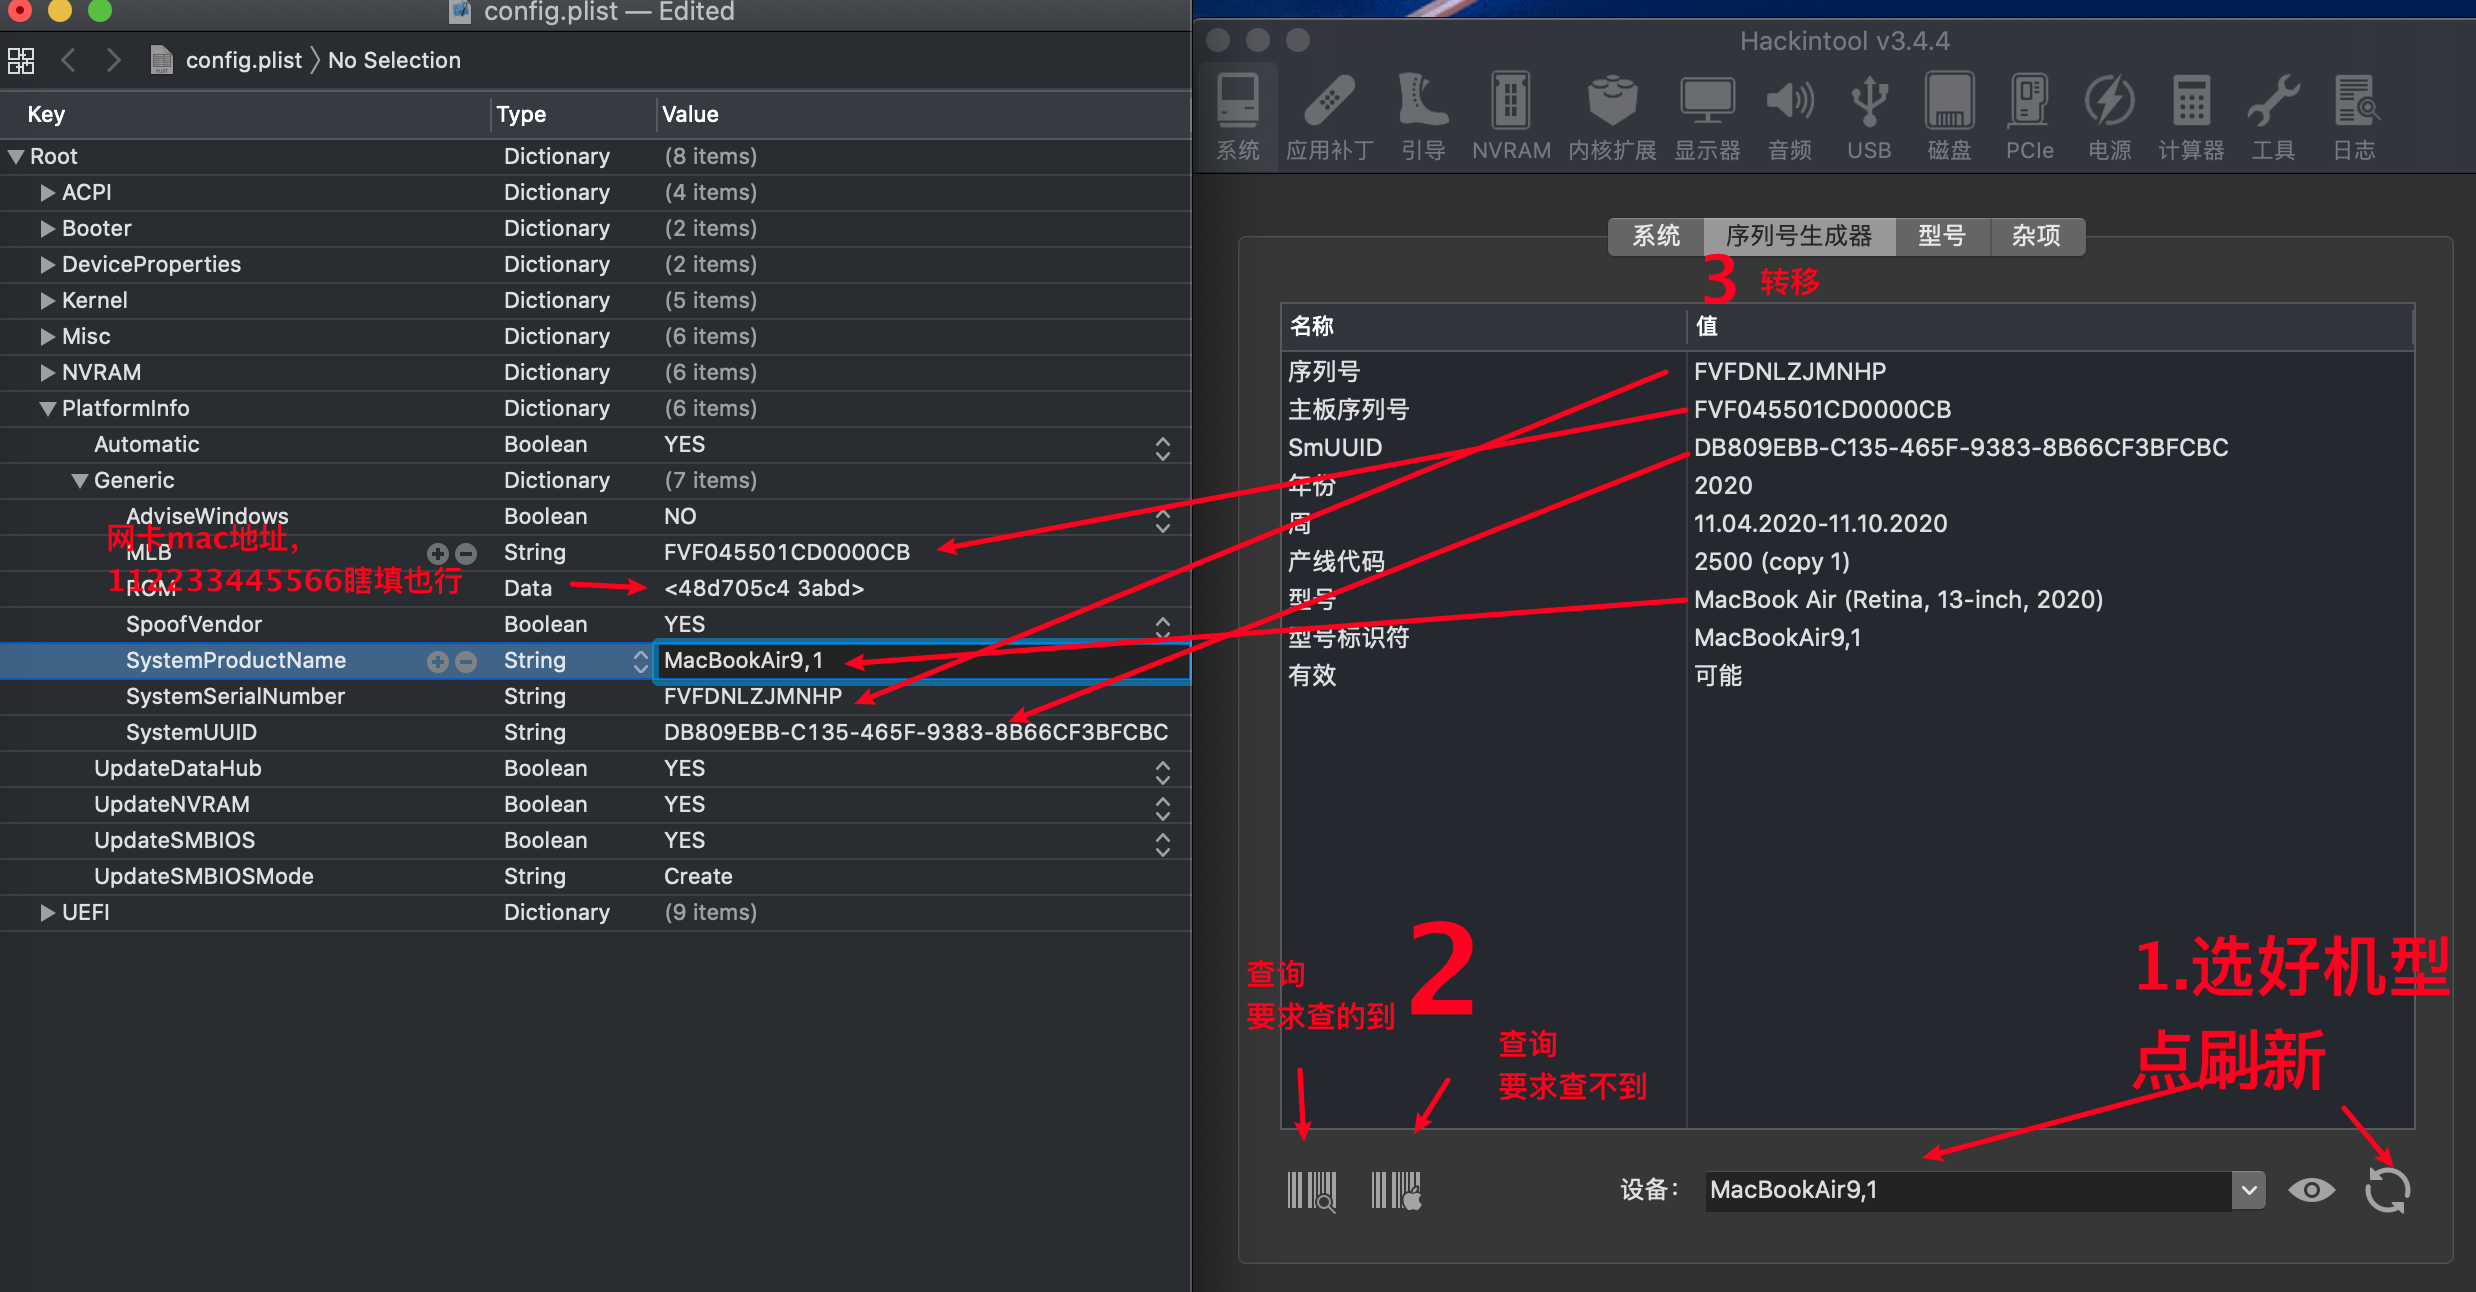 config.plist — Edited
config.plist 〉 No Selection
Key Type Value
Root Dictionary (8 items)
ACPI Dictionary (4 items)
Booter Dictionary (2 items)
DeviceProperties Dictionary (2 items)
Kernel Dictionary (5 items)
Misc Dictionary (6 items)
NVRAM Dictionary (6 items)
PlatformInfo Dictionary (6 items)
Automatic Boolean YES
Generic Dictionary (7 items)
AdviseWindows Boolean NO
网卡mac地址，
MLB String FVF045501CD0000CB
112233445566瞎填也行
ROM Data <48d705c4 3abd>
SpoofVendor Boolean YES
SystemProductName String MacBookAir9,1
SystemSerialNumber String FVFDNLZJMNHP
SystemUUID String DB809EBB-C135-465F-9383-8B66CF3BFCBC
UpdateDataHub Boolean YES
UpdateNVRAM Boolean YES
UpdateSMBIOS Boolean YES
UpdateSMBIOSMode String Create
UEFI Dictionary (9 items)
Hackintool v3.4.4
系统 应用补丁 引导 NVRAM 内核扩展 显示器 音频 USB 磁盘 PCIe 电源 计算器 工具 日志
系统 序列号生成器 型号 杂项
3 转移
名称 值
序列号 FVFDNLZJMNHP
主板序列号 FVF045501CD0000CB
SmUUID DB809EBB-C135-465F-9383-8B66CF3BFCBC
年份 2020
周 11.04.2020-11.10.2020
产线代码 2500 (copy 1)
型号 MacBook Air (Retina, 13-inch, 2020)
型号标识符 MacBookAir9,1
有效 可能
查询
要求查的到
2
查询
要求查不到
1.选好机型
点刷新
设备： MacBookAir9,1